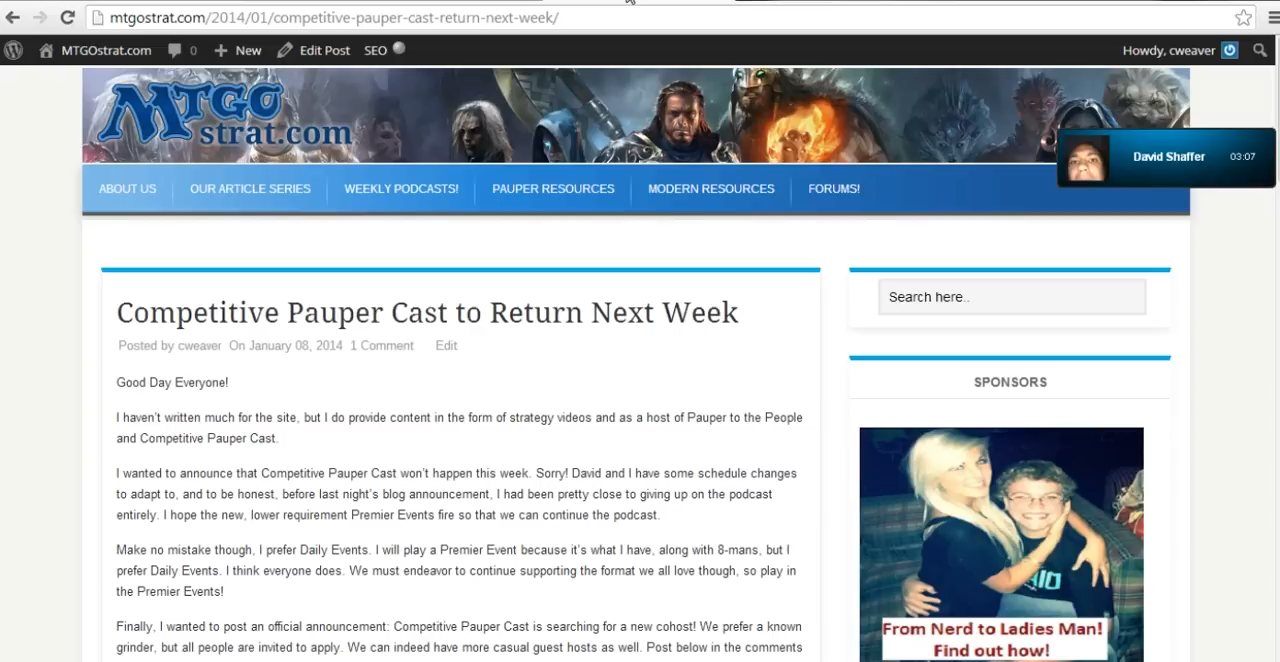 mtgostrat.com/2014/01/competitive-pauper-cast-return-next-week/
MTGOstrat.com 0 New Edit Post SEO Howdy, cweaver
MTGO
strat.com
David Shaffer 03:07
ABOUT US OUR ARTICLE SERIES WEEKLY PODCASTS! PAUPER RESOURCES MODERN RESOURCES FORUMS!
Competitive Pauper Cast to Return Next Week
Posted by cweaver On January 08, 2014 1 Comment Edit
Good Day Everyone!
I haven't written much for the site, but I do provide content in the form of strategy videos and as a host of Pauper to the People
and Competitive Pauper Cast.
I wanted to announce that Competitive Pauper Cast won't happen this week. Sorry! David and I have some schedule changes
to adapt to, and to be honest, before last night's blog announcement, I had been pretty close to giving up on the podcast
entirely. I hope the new, lower requirement Premier Events fire so that we can continue the podcast.
Make no mistake though, I prefer Daily Events. I will play a Premier Event because it's what I have, along with 8-mans, but I
prefer Daily Events. I think everyone does. We must endeavor to continue supporting the format we all love though, so play in
the Premier Events!
Finally, I wanted to post an official announcement: Competitive Pauper Cast is searching for a new cohost! We prefer a known
grinder, but all people are invited to apply. We can indeed have more casual guest hosts as well. Post below in the comments
Search here..
SPONSORS
From Nerd to Ladies Man!
Find out how!